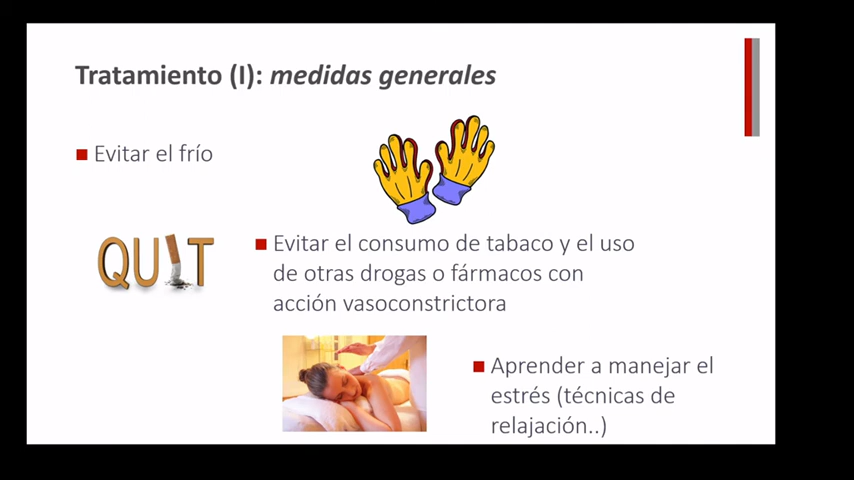 Tratamiento (I): medidas generales
Evitar el frío
QUIT
Evitar el consumo de tabaco y el uso
de otras drogas o fármacos con
acción vasoconstrictora
Aprender a manejar el
estrés (técnicas de
relajación..)